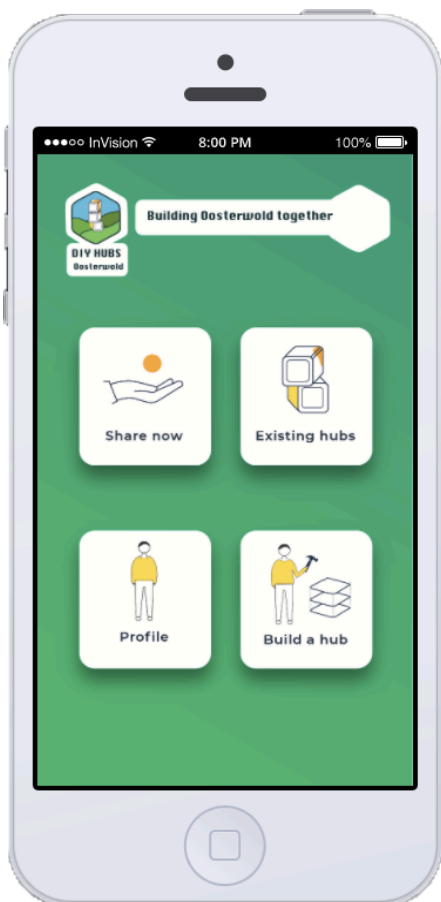 InVision 8:00 PM 100%
Building Oosterwold together
DIY HUBS
Oosterwold
Share now
Existing hubs
Profile
Build a hub